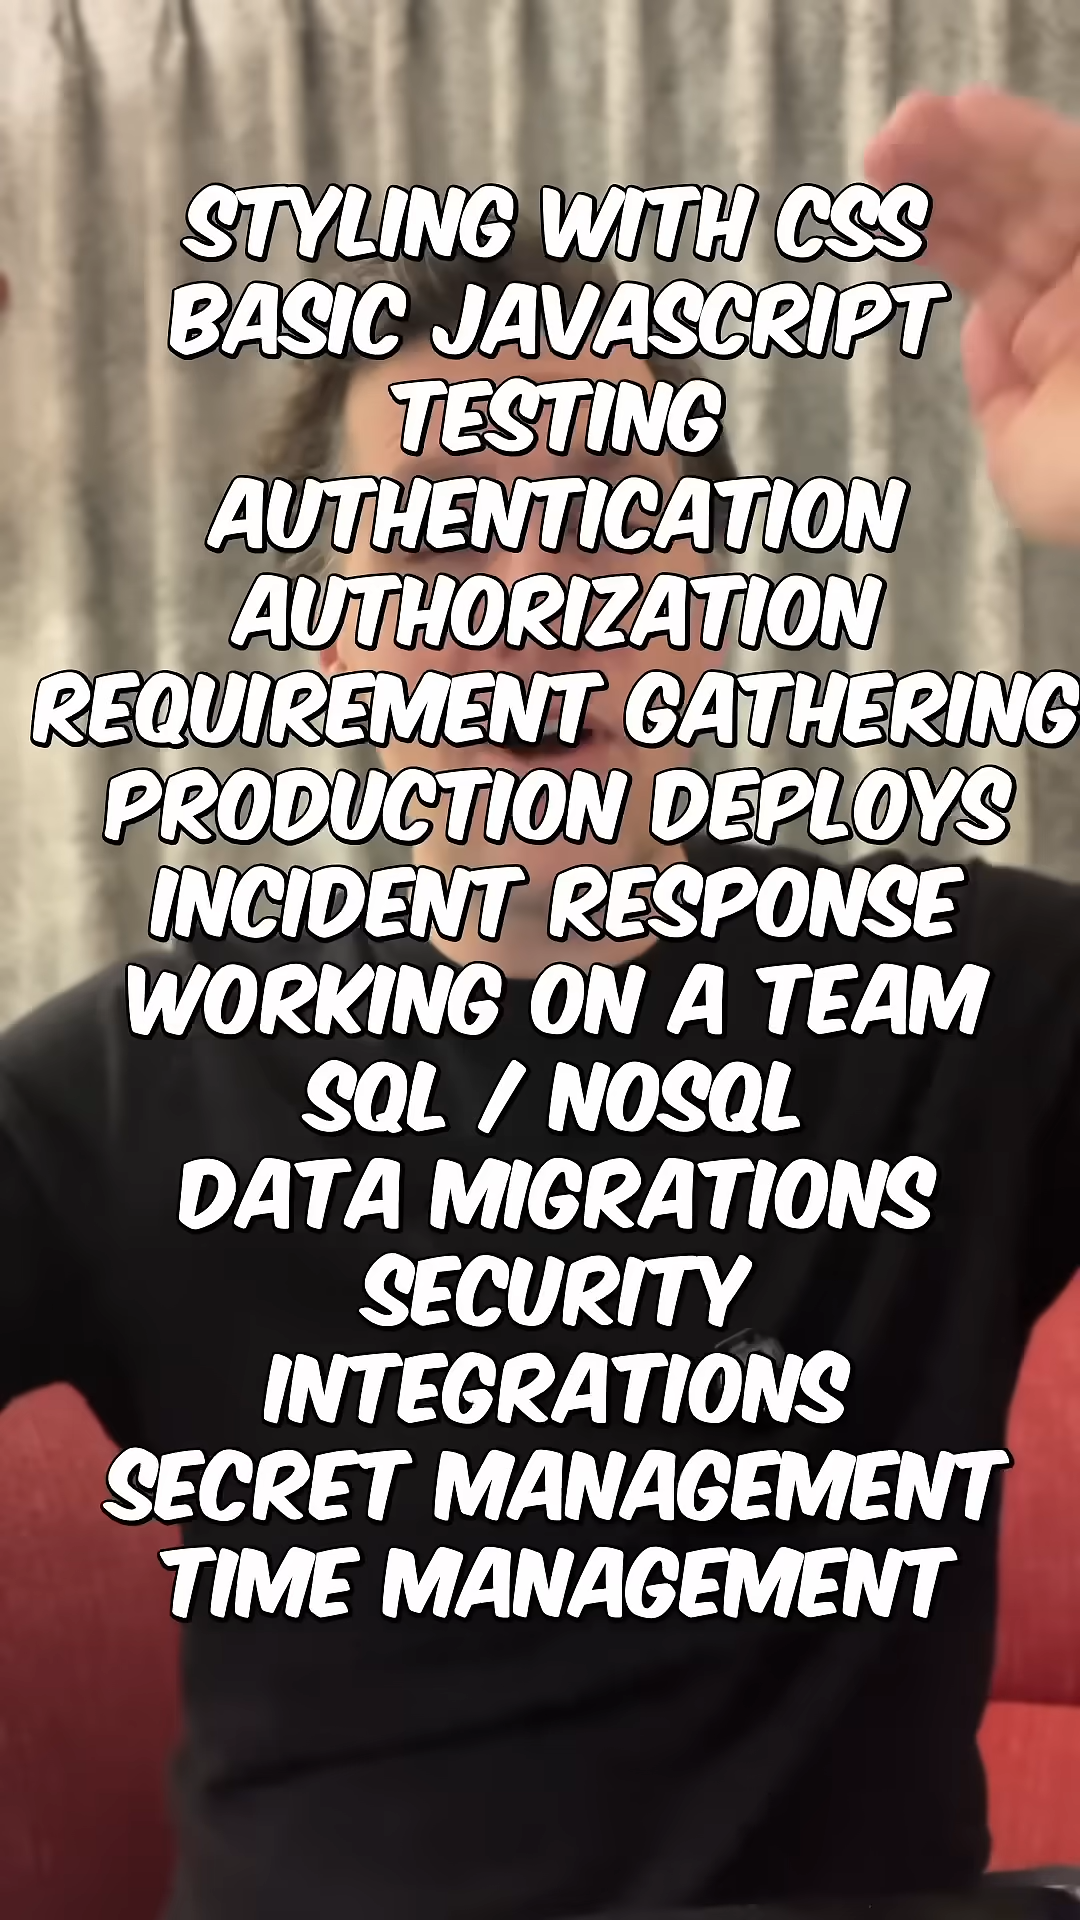 STYLING WITH CSS
BASIC JAVASCRIPT
TESTING
AUTHENTICATION
AUTHORIZATION
REQUIREMENT GATHERING
PRODUCTION DEPLOYS
INCIDENT RESPONSE
WORKING ON A TEAM
SQL / NOSQL
DATA MIGRATIONS
SECURITY
INTEGRATIONS
SECRET MANAGEMENT
TIME MANAGEMENT